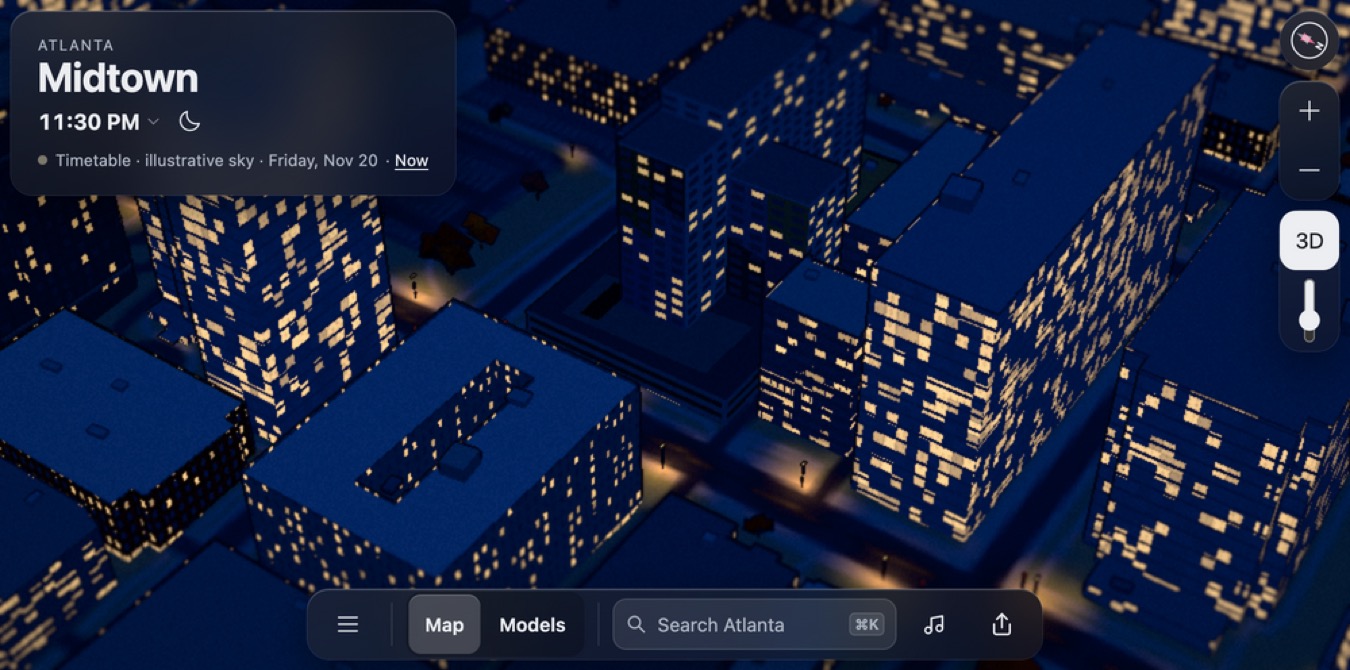 ATLANTA
Midtown
11:30 PM
Timetable · illustrative sky · Friday, Nov 20 · Now
N
3D
Map Models Search Atlanta ⌘K